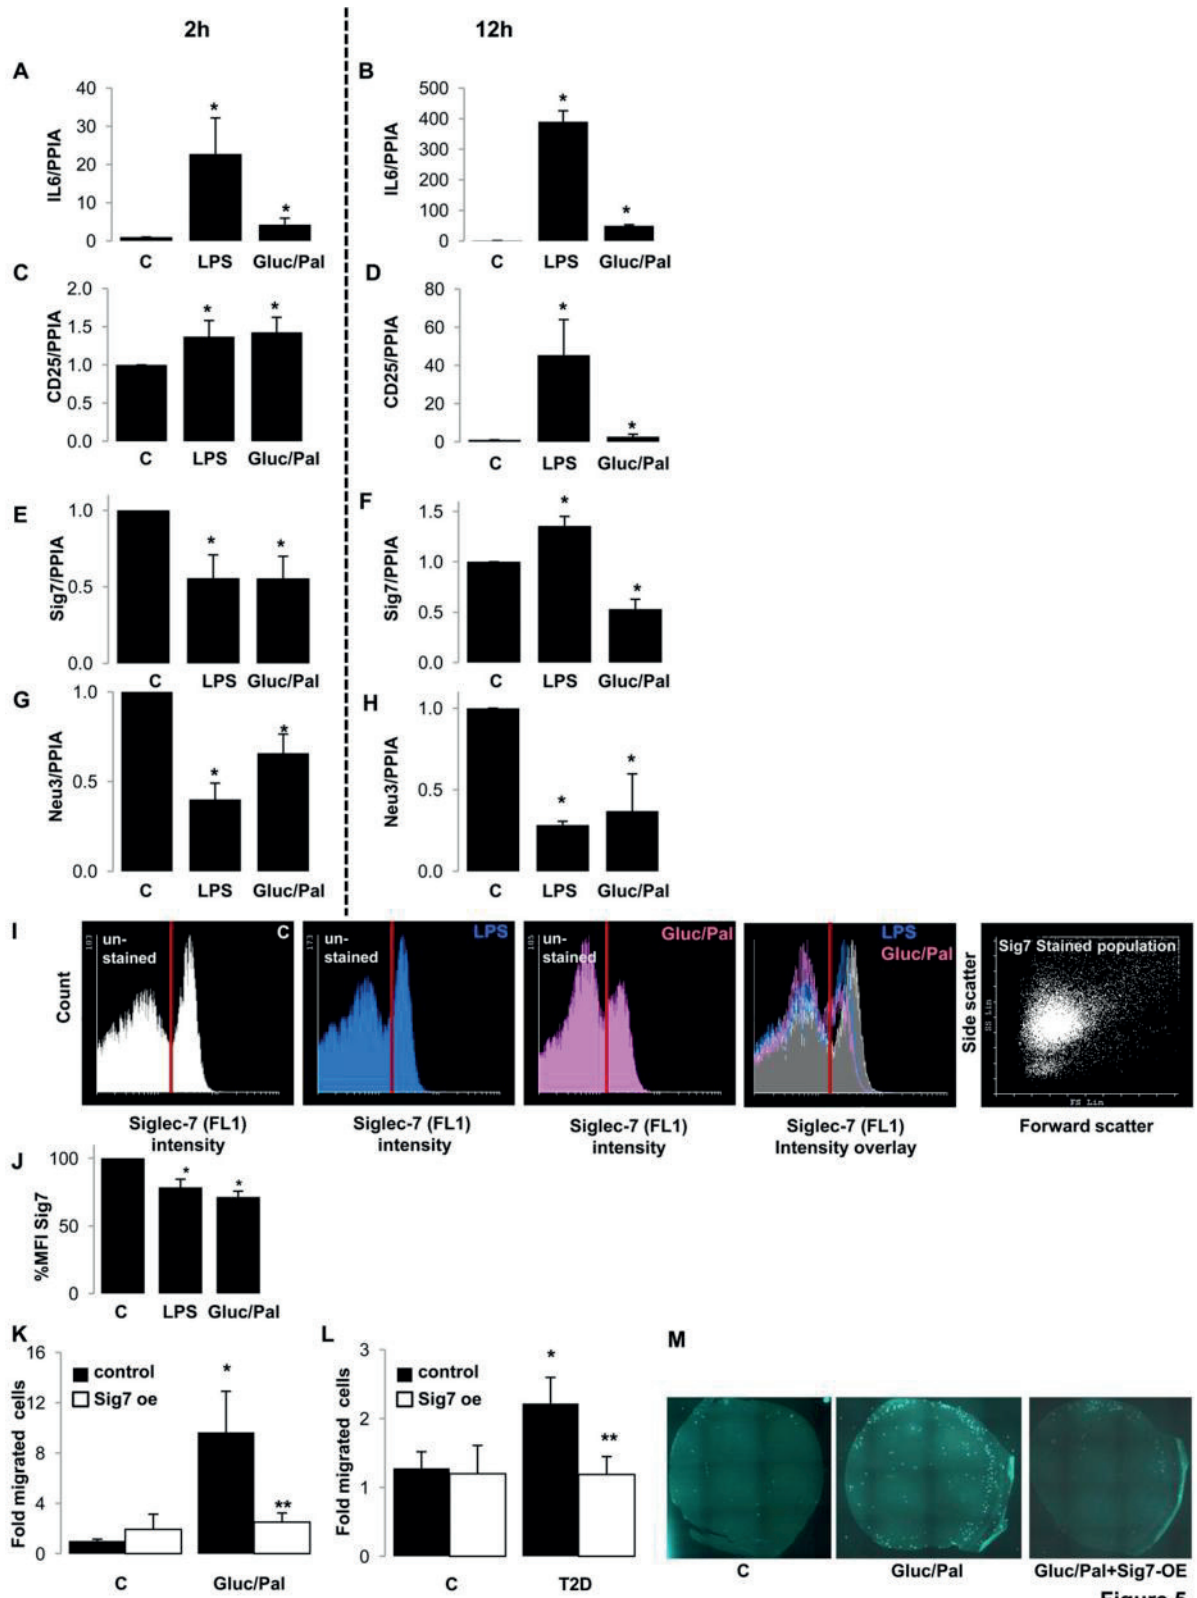 2h
12h
A
IL6/PPIA
40
30
20
10
0
*
*
C
LPS
Gluc/Pal
B
IL6/PPIA
500
400
300
200
100
0
*
*
C
LPS
Gluc/Pal
C
CD25/PPIA
2.0
1.5
1.0
0.5
0.0
*
*
C
LPS
Gluc/Pal
D
CD25/PPIA
80
60
40
20
0
*
*
C
LPS
Gluc/Pal
E
Sig7/PPIA
1.0
0.5
0.0
*
*
C
LPS
Gluc/Pal
F
Sig7/PPIA
1.5
1.0
0.5
0.0
*
*
C
LPS
Gluc/Pal
G
Neu3/PPIA
1.0
0.5
0.0
*
*
C
LPS
Gluc/Pal
H
Neu3/PPIA
1.0
0.5
0.0
*
*
C
LPS
Gluc/Pal
I
Count
un-
stained
C
Siglec-7 (FL1)
intensity
173
un-
stained
LPS
Siglec-7 (FL1)
intensity
un-
stained
Gluc/Pal
Siglec-7 (FL1)
intensity
LPS
Gluc/Pal
Siglec-7 (FL1)
Intensity overlay
Sig7 Stained population
Side scatter
SS Lin
FS Lin
Forward scatter
J
%MFI Sig7
100
50
0
*
*
C
LPS
Gluc/Pal
K
Fold migrated cells
16
12
8
4
0
control
Sig7 oe
*
**
C
Gluc/Pal
L
Fold migrated cells
3
2
1
0
control
Sig7 oe
*
**
C
T2D
M
C
Gluc/Pal
Gluc/Pal+Sig7-OE